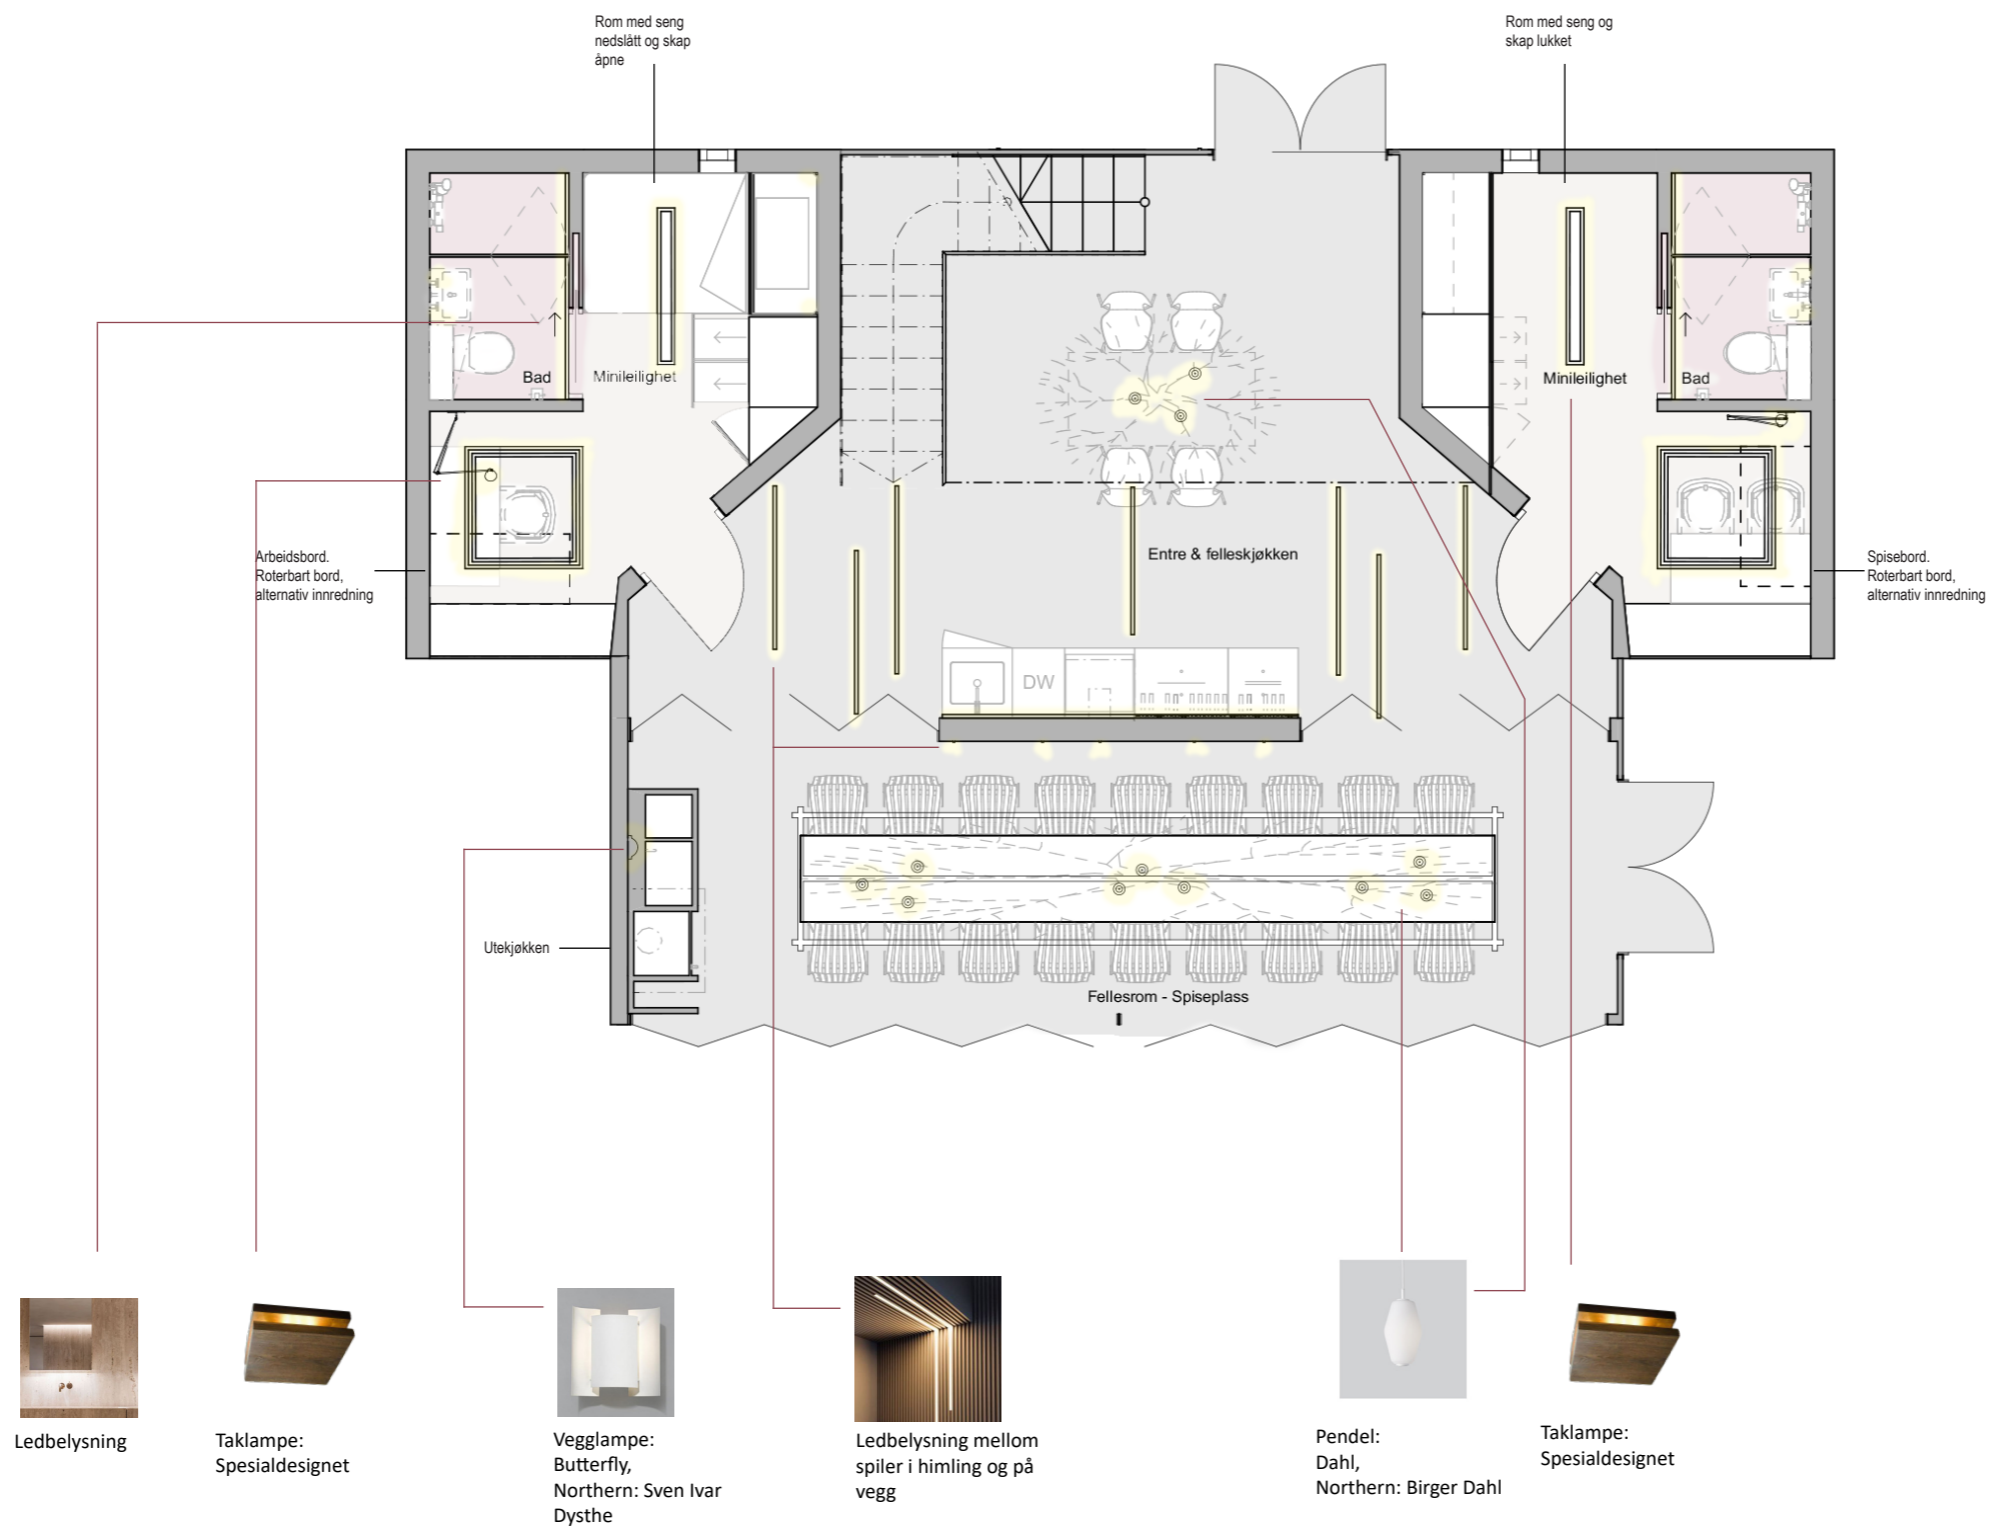 Rom med seng
nedslått og skap
åpne
Rom med seng og
skap lukket
Bad
Minileilighet
Minileilighet
Bad
Arbeidsbord.
Roterbart bord,
alternativ innredning
Entre & felleskjøkken
Spisebord.
Roterbart bord,
alternativ innredning
DW
Utekjøkken
Fellesrom - Spiseplass
Ledbelysning
Taklampe:
Spesialdesignet
Vegglampe:
Butterfly,
Northern: Sven Ivar
Dysthe
Ledbelysning mellom
spiler i himling og på
vegg
Pendel:
Dahl,
Northern: Birger Dahl
Taklampe:
Spesialdesignet